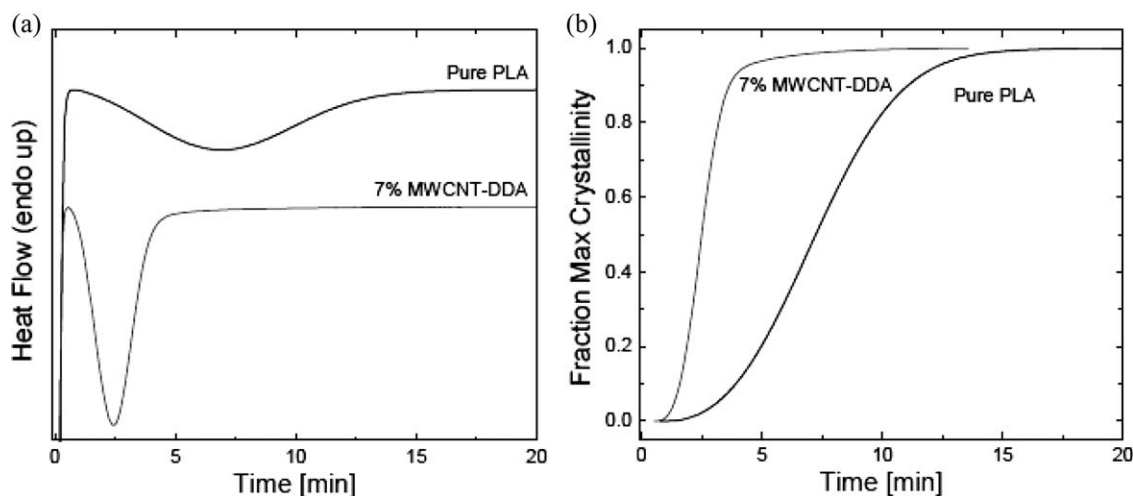 (a)
Pure PLA
7% MWCNT-DDA
Heat Flow (endo up)
0 5 10 15 20
Time [min]
(b)
1.0
0.8
0.6
0.4
0.2
0.0
7% MWCNT-DDA
Pure PLA
Fraction Max Crystallinity
0 5 10 15 20
Time [min]